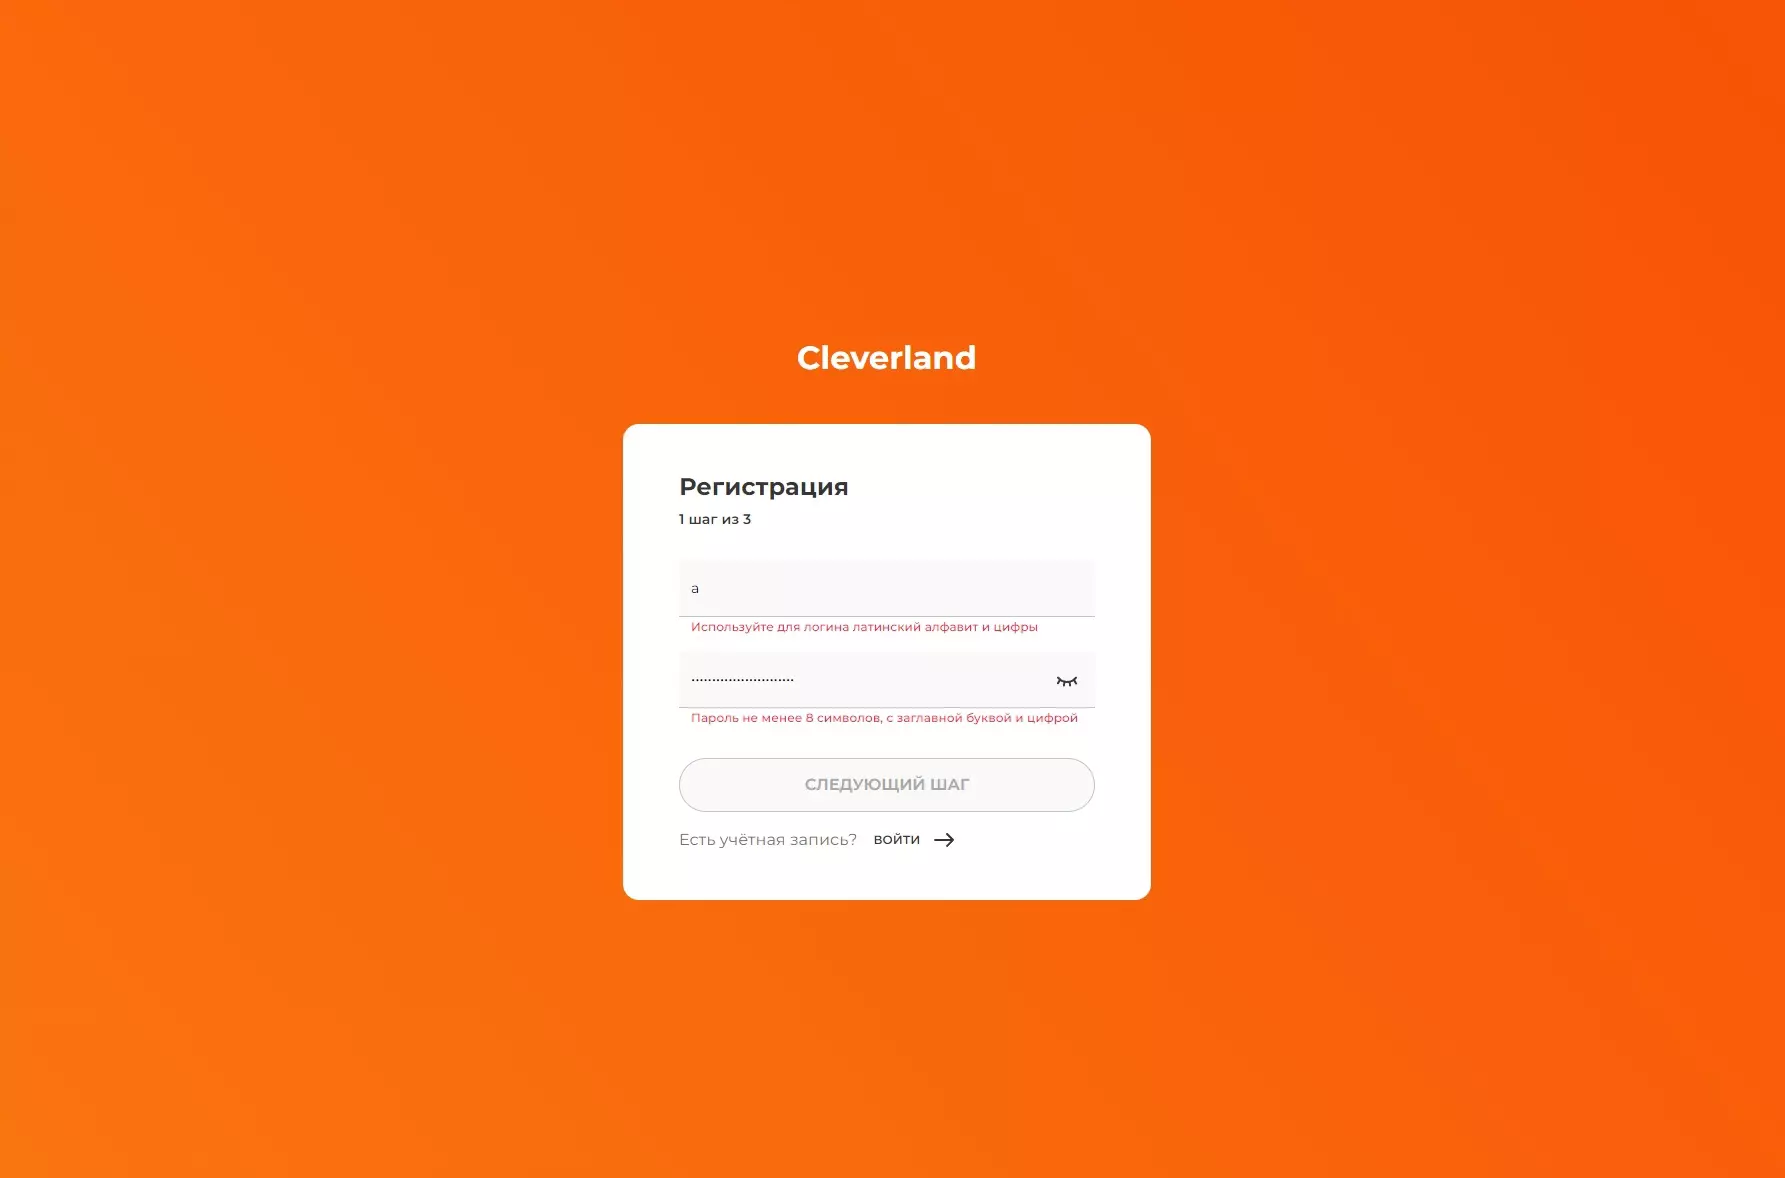 Cleverland
Регистрация
1 шаг из 3
а
Используйте для логина латинский алфавит и цифры
•••••••••••••••••••••••••
Пароль не менее 8 символов, с заглавной буквой и цифрой
СЛЕДУЮЩИЙ ШАГ
Есть учётная запись? ВОЙТИ →